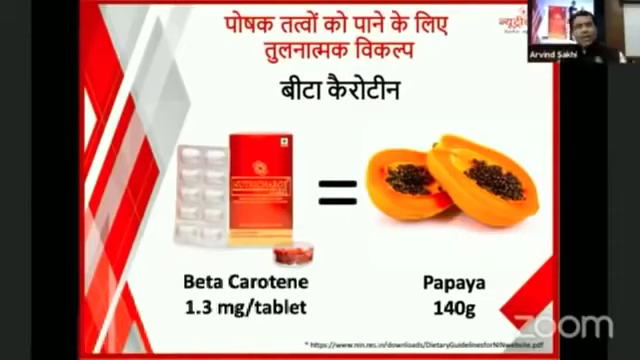 पोषक तत्वों को पाने के लिए
तुलनात्मक विकल्प
बीटा कैरोटीन
Arvind Sakhi
=
Beta Carotene
1.3 mg/tablet
Papaya
140g
* https://www.nin.res.in/downloads/DietaryGuidelinesforNINwebsite.pdf
zoom